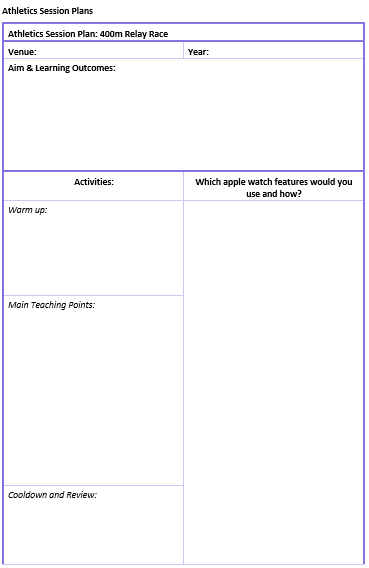 Athletics Session Plans
Athletics Session Plan: 400m Relay Race
Venue:
Year:
Aim & Learning Outcomes:
Activities:
Which apple watch features would you
use and how?
Warm up:
Main Teaching Points:
Cooldown and Review: